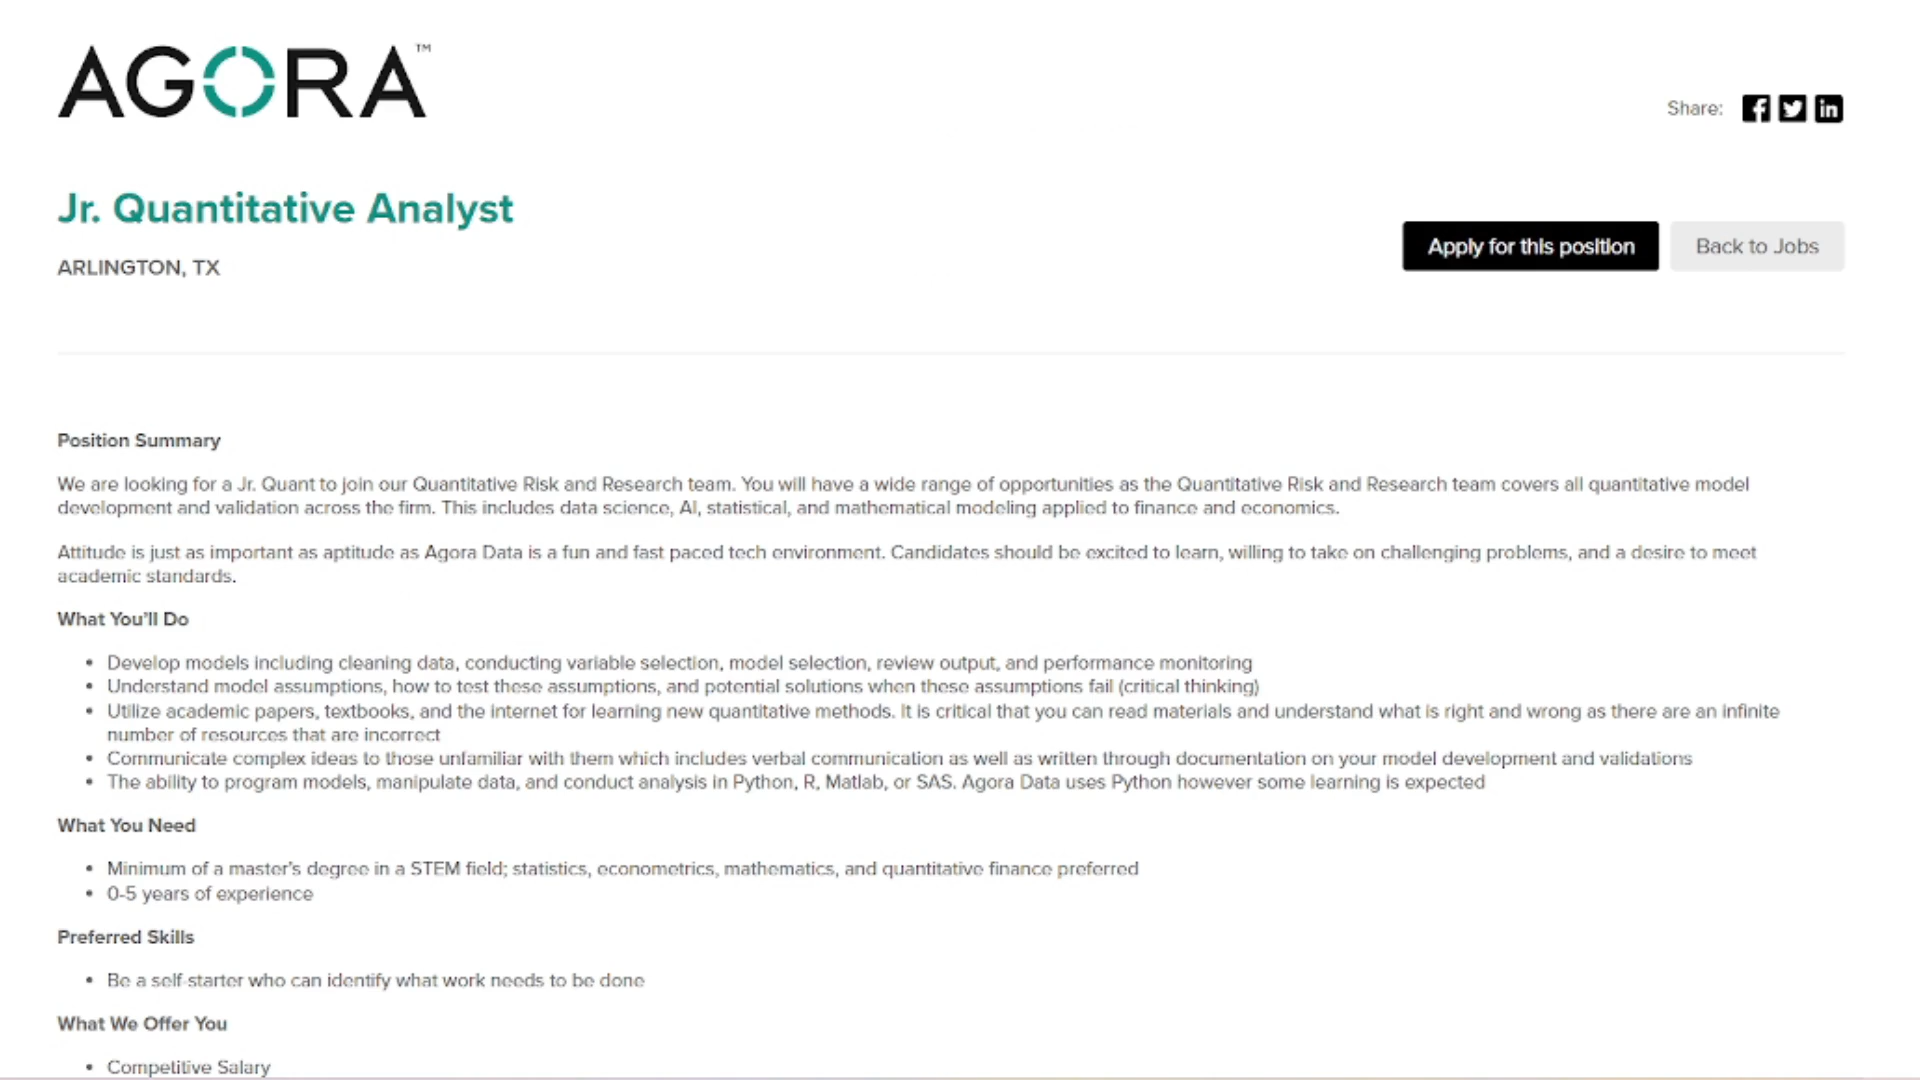 AGORA™
Share:
Jr. Quantitative Analyst
Apply for this position
Back to Jobs
ARLINGTON, TX
Position Summary
We are looking for a Jr. Quant to join our Quantitative Risk and Research team. You will have a wide range of opportunities as the Quantitative Risk and Research team covers all quantitative model
development and validation across the firm. This includes data science, AI, statistical, and mathematical modeling applied to finance and economics.
Attitude is just as important as aptitude as Agora Data is a fun and fast paced tech environment. Candidates should be excited to learn, willing to take on challenging problems, and a desire to meet
academic standards.
What You'll Do
• Develop models including cleaning data, conducting variable selection, model selection, review output, and performance monitoring
• Understand model assumptions, how to test these assumptions, and potential solutions when these assumptions fail (critical thinking)
• Utilize academic papers, textbooks, and the internet for learning new quantitative methods. It is critical that you can read materials and understand what is right and wrong as there are an infinite
number of resources that are incorrect
• Communicate complex ideas to those unfamiliar with them which includes verbal communication as well as written through documentation on your model development and validations
• The ability to program models, manipulate data, and conduct analysis in Python, R, Matlab, or SAS. Agora Data uses Python however some learning is expected
What You Need
• Minimum of a master's degree in a STEM field; statistics, econometrics, mathematics, and quantitative finance preferred
• 0-5 years of experience
Preferred Skills
• Be a self-starter who can identify what work needs to be done
What We Offer You
• Competitive Salary